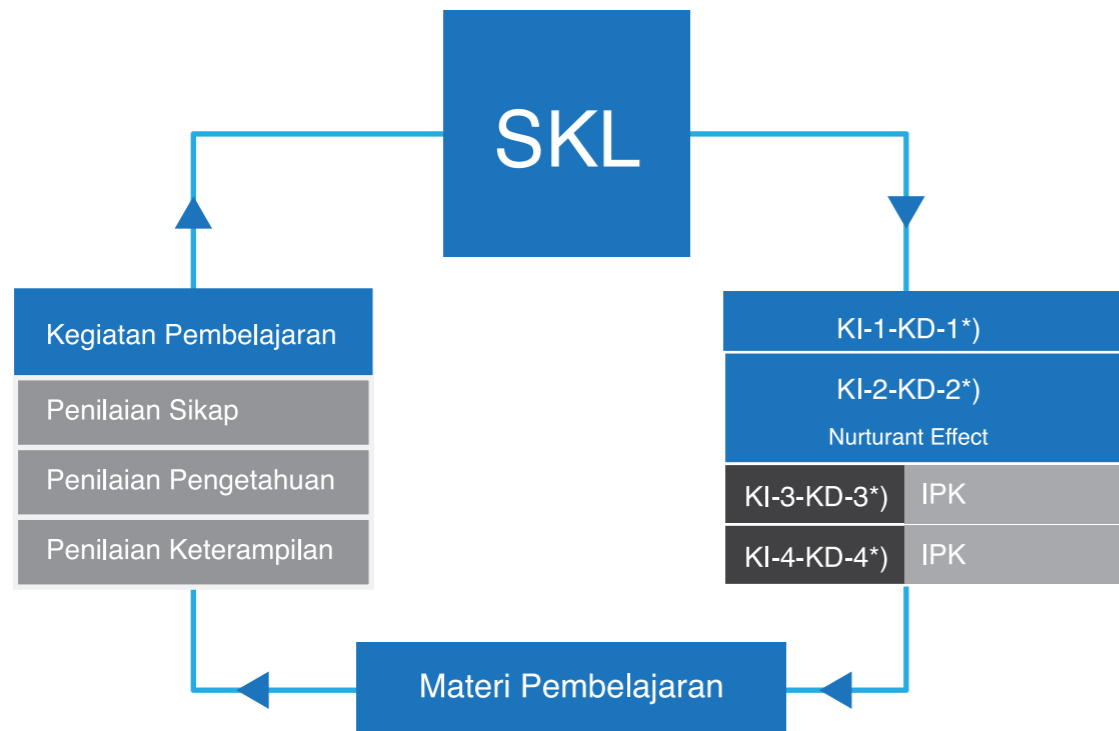 SKL
Kegiatan Pembelajaran
Penilaian Sikap
Penilaian Pengetahuan
Penilaian Keterampilan
KI-1-KD-1*)
KI-2-KD-2*)
Nurturant Effect
KI-3-KD-3*) IPK
KI-4-KD-4*) IPK
Materi Pembelajaran